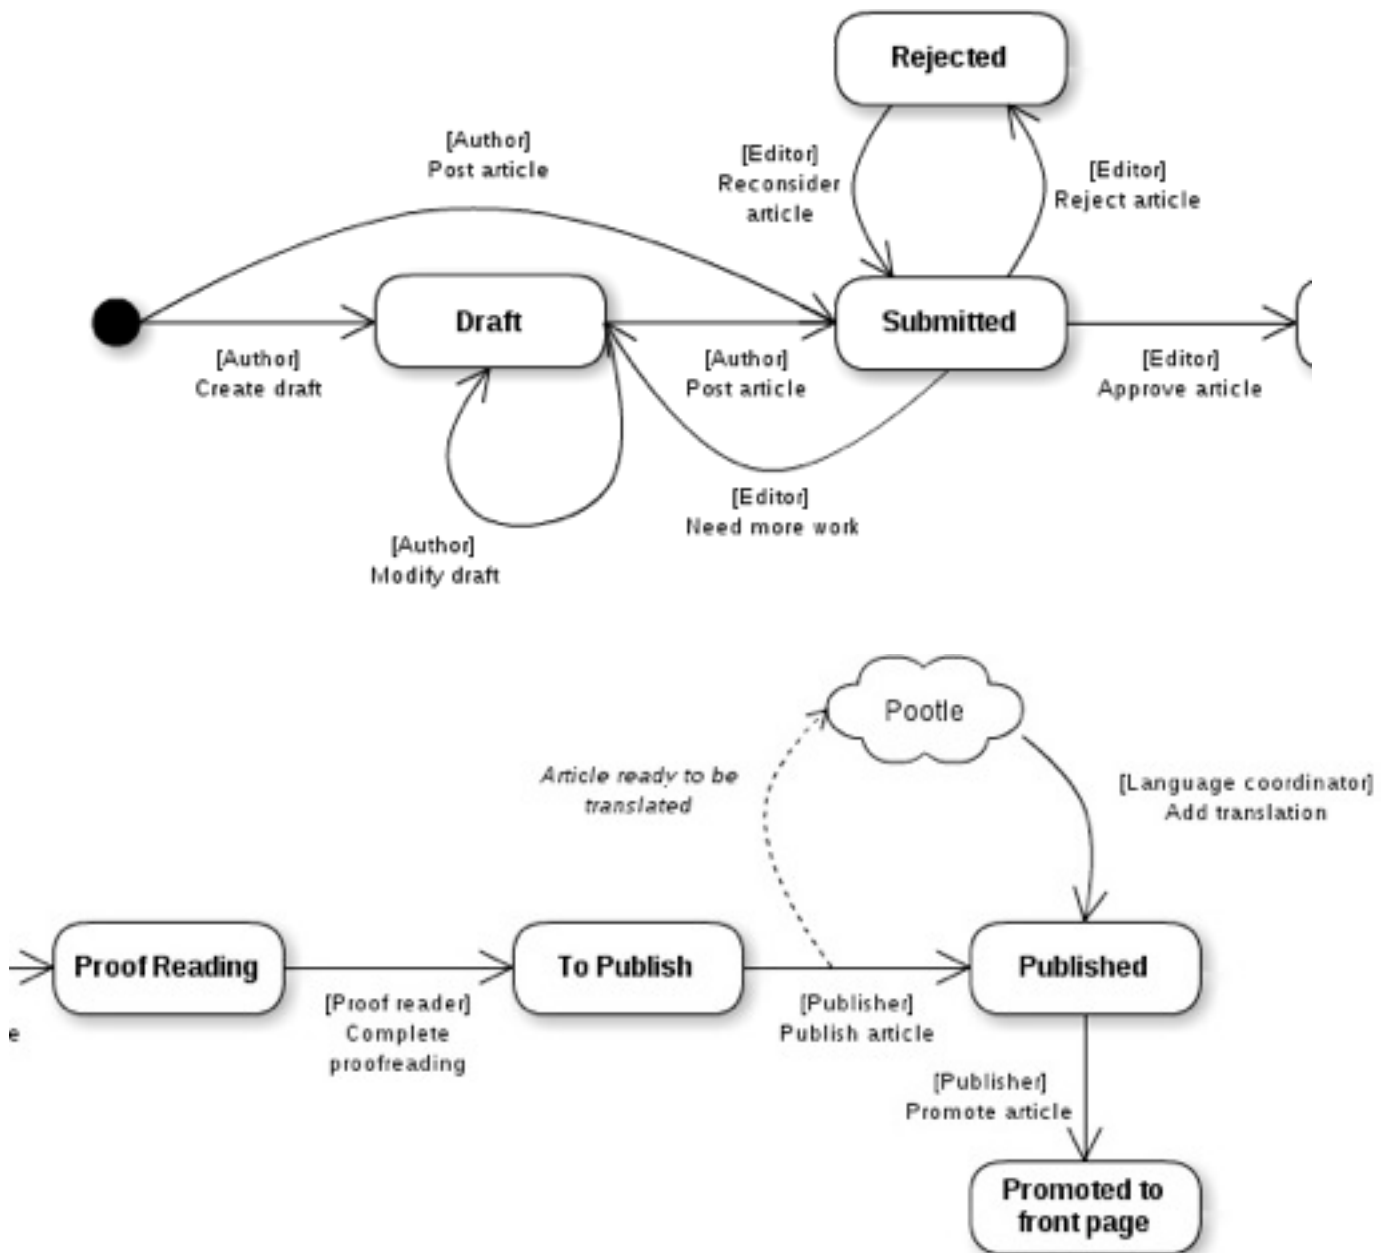 Rejected
[Author]
Post article
[Editor]
Reconsider
article
[Editor]
Reject article
Draft
Submitted
[Author]
Create draft
[Author]
Post article
[Editor]
Approve article
[Editor]
Need more work
[Author]
Modify draft
Pootle
Article ready to be
translated
[Language coordinator]
Add translation
Proof Reading
To Publish
Published
e
[Proof reader]
Complete
proofreading
[Publisher]
Publish article
[Publisher]
Promote article
Promoted to
front page